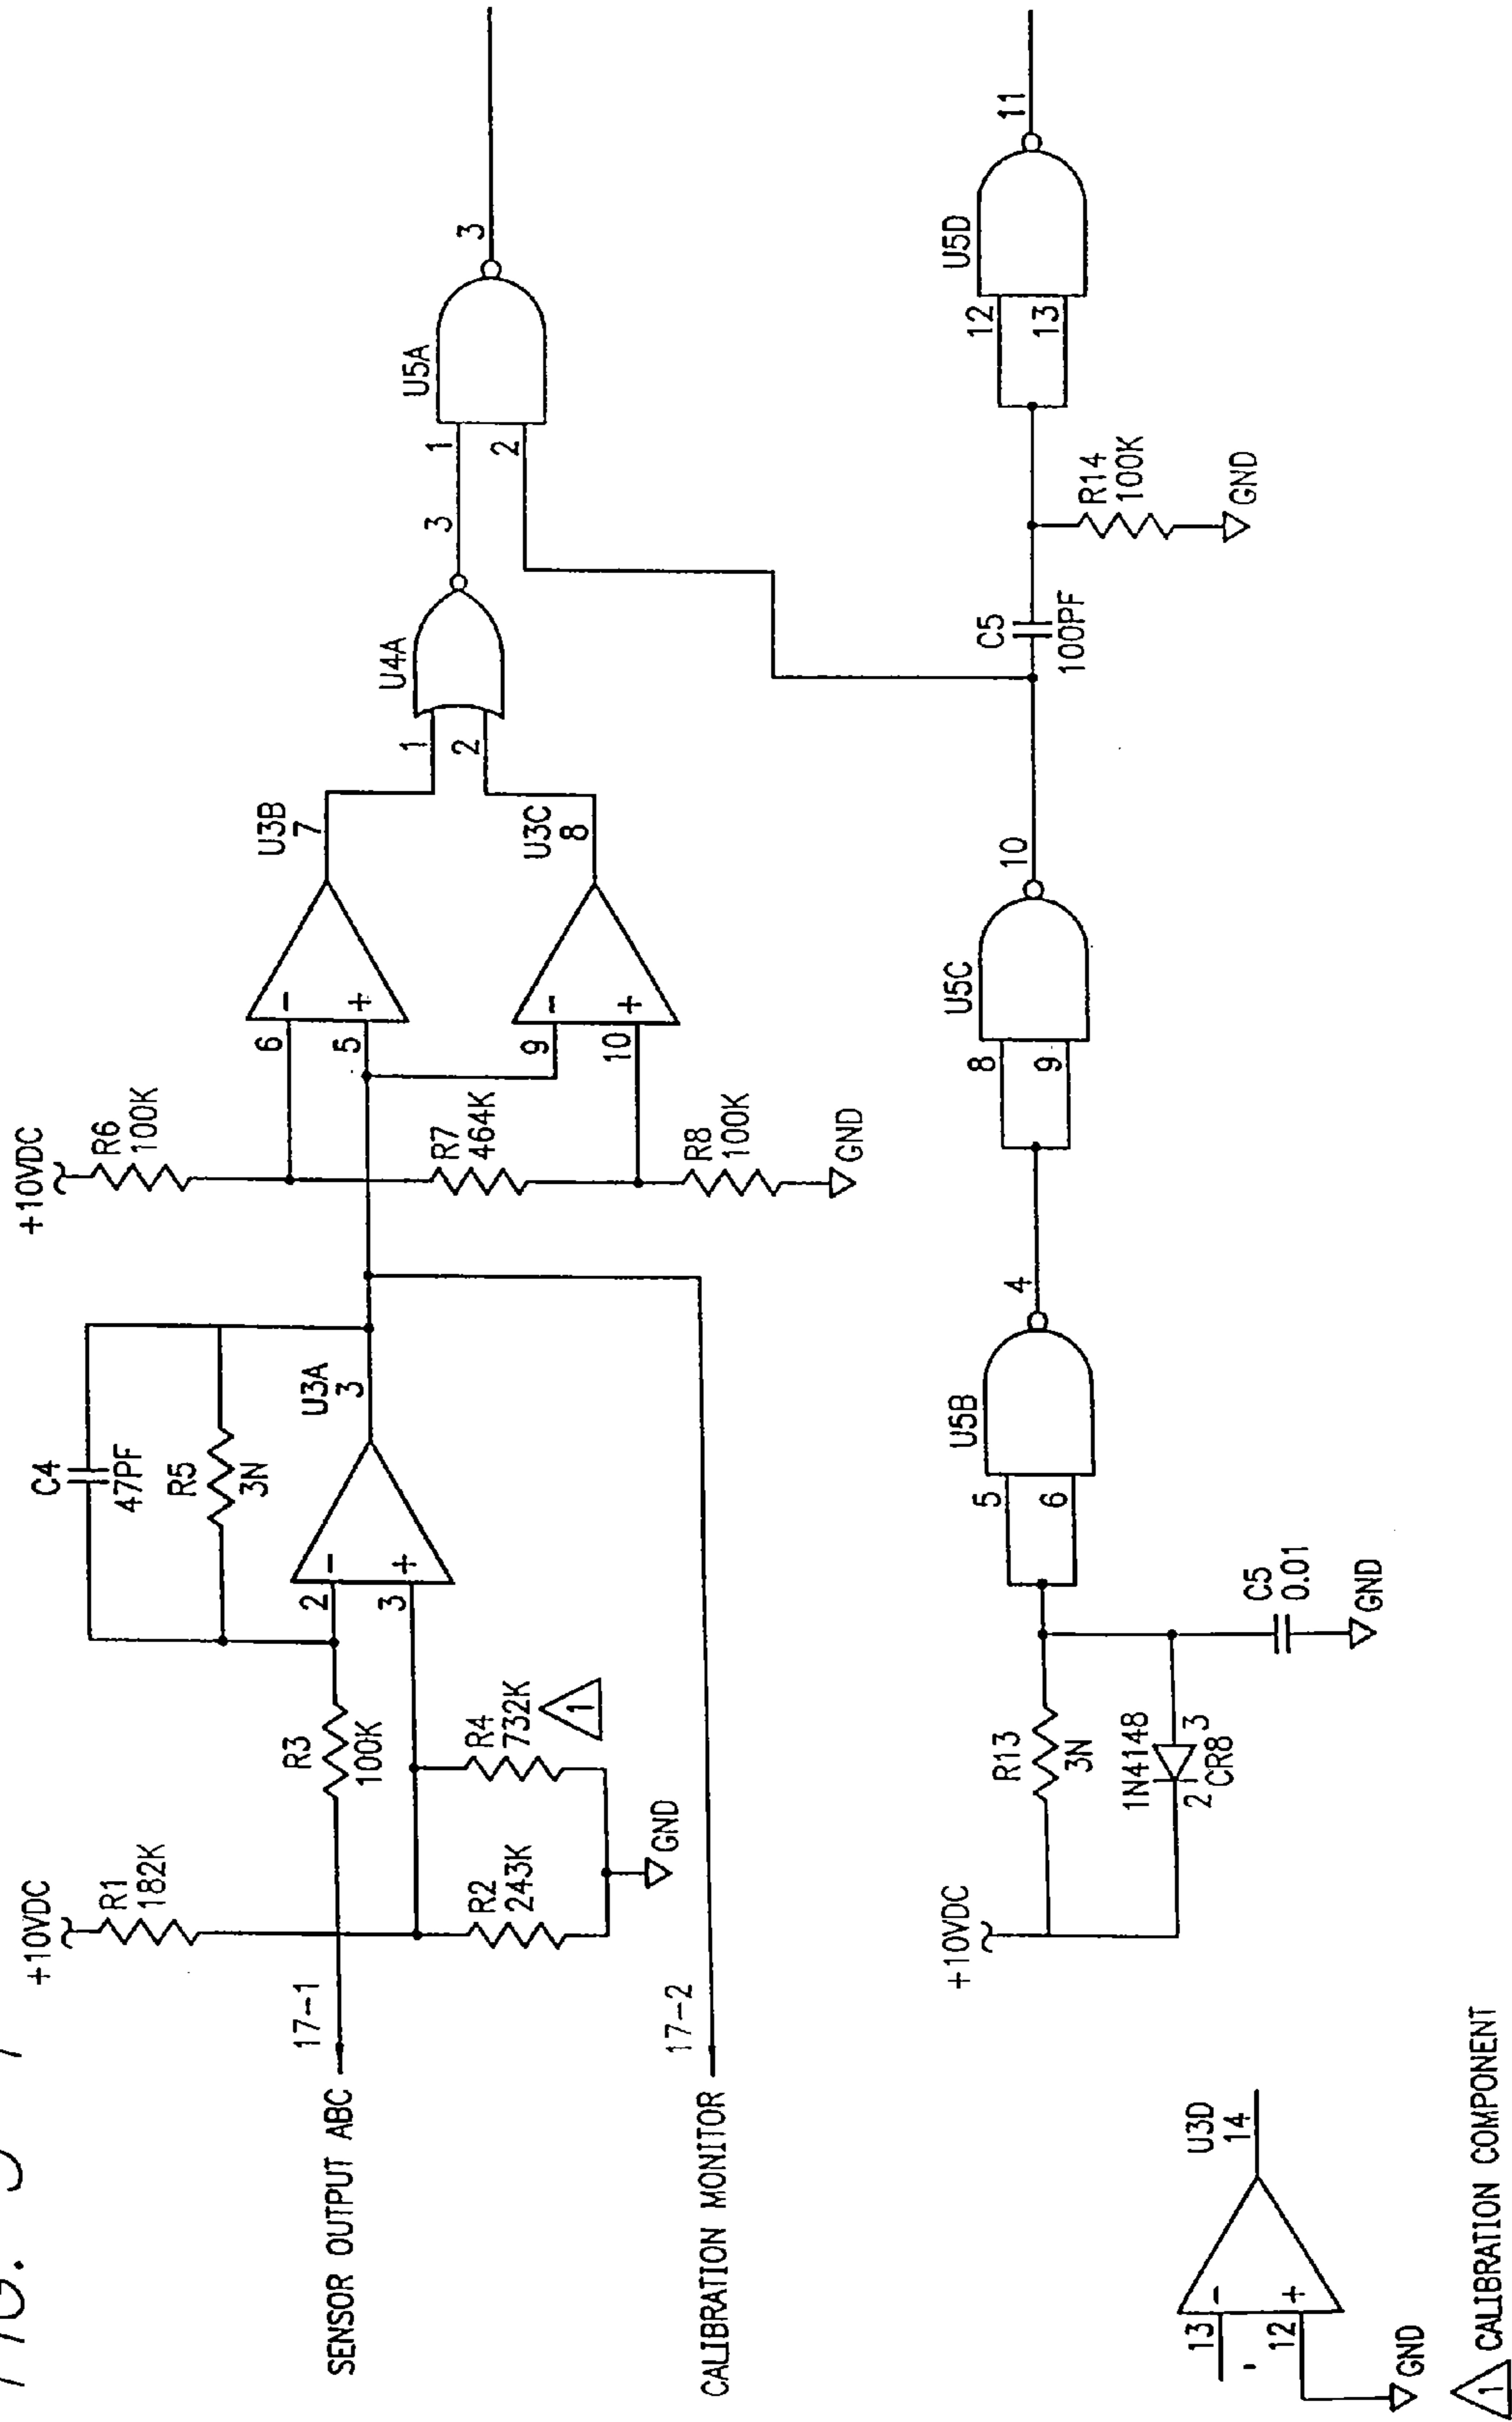 +10VDC
R1
182K
SENSOR OUTPUT ABC
17-1
R3
100K
R2
243K
R4
732K
1
GND
C4
47PF
R5
3N
2
-
3
+
U3A
3
CALIBRATION MONITOR
17-2
+10VDC
R6
100K
R7
464K
R8
100K
GND
6
-
5
+
U3B
7
9
-
10
+
U3C
8
1
2
U4A
3
1
2
U5A
3
+10VDC
R13
3N
1N4148
2
3
CR8
C5
0.01
GND
5
6
U5B
4
8
9
U5C
10
C5
100PF
R14
100K
GND
12
13
U5D
11
13
-
12
+
U3D
14
GND
1 CALIBRATION COMPONENT